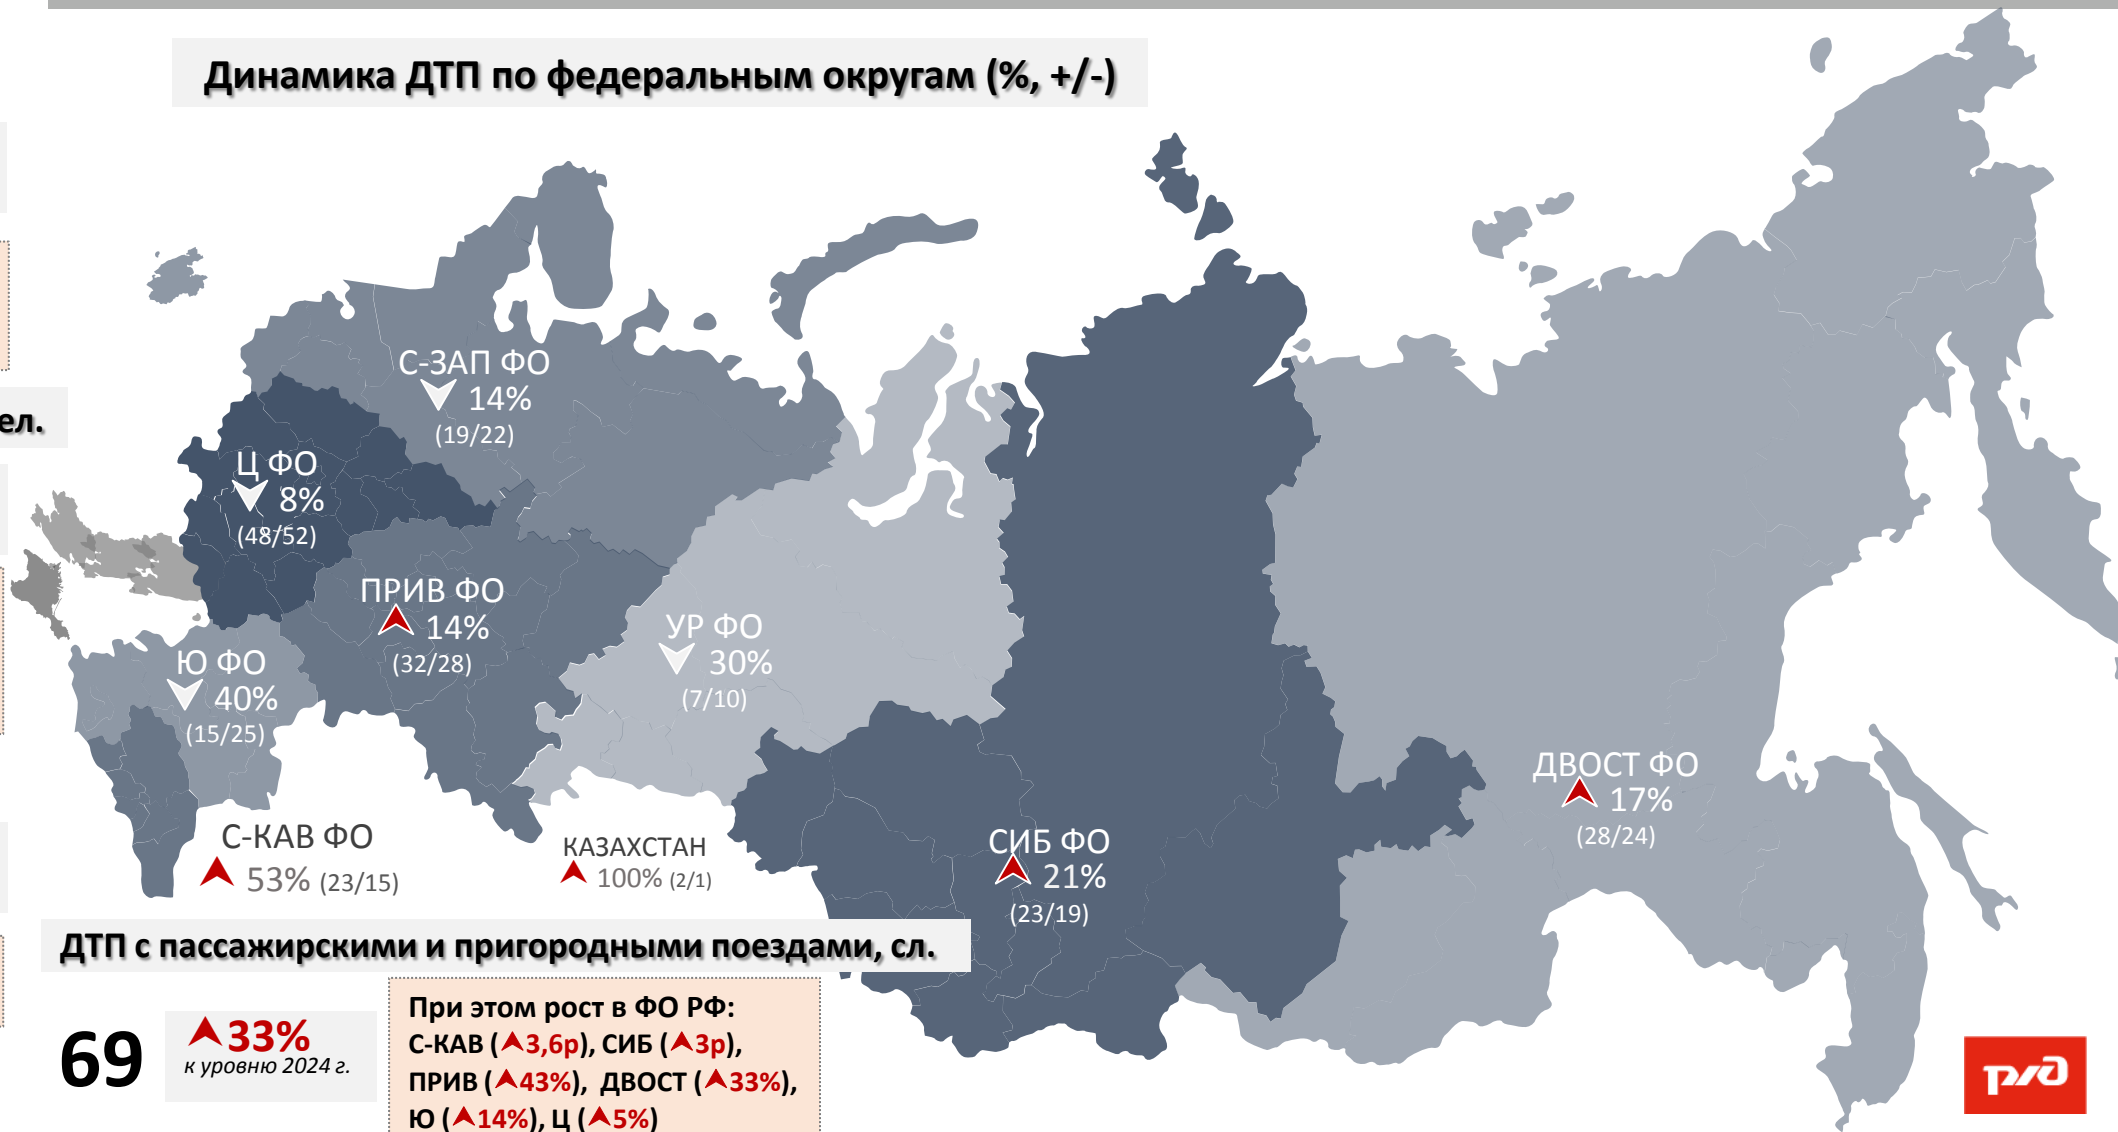 Динамика ДТП по федеральным округам (%, +/-)
ел.
С-ЗАП ФО
14%
(19/22)
Ц ФО
8%
(48/52)
ПРИВ ФО
14%
(32/28)
УР ФО
30%
(7/10)
Ю ФО
40%
(15/25)
ДВОСТ ФО
17%
(28/24)
С-КАВ ФО
53% (23/15)
КАЗАХСТАН
100% (2/1)
СИБ ФО
21%
(23/19)
ДТП с пассажирскими и пригородными поездами, сл.
69
33%
к уровню 2024 г.
При этом рост в ФО РФ:
С-КАВ (3,6р), СИБ (3р),
ПРИВ (43%), ДВОСТ (33%),
Ю (14%), Ц (5%)
ржд